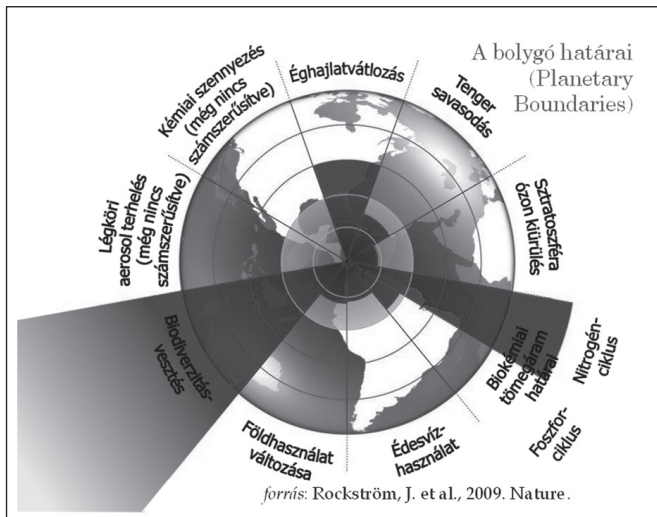 A bolygó határai
(Planetary
Boundaries)
Éghajlatvátlozás
Tenger
savasodás
Sztratoszféra
ózon kiürülés
Nitrogén-
ciklus
Biokémiai
tömegáram
határai
Foszfor-
ciklus
Édesvíz-
használat
Földhasználat
változása
Biodiverzitás-
vesztés
Légköri
aerosol terhelés
(még nincs
számszerűsítve)
Kémiai szennyezés
(még nincs
számszerűsítve)
forrás: Rockström, J. et al., 2009. Nature.